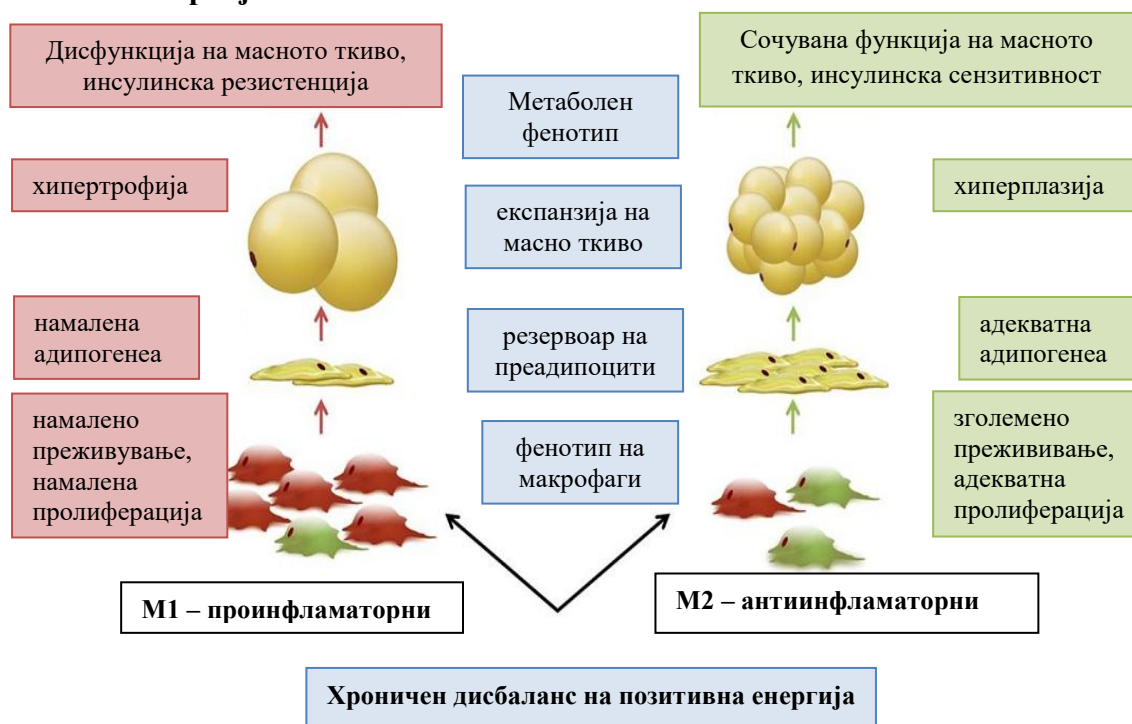 Дисфункција на масното ткиво,
инсулинска резистенција
Сочувана функција на масното
ткиво, инсулинска сензитивност
Метаболен
фенотип
хипертрофија
експанзија на
масно ткиво
хиперплазија
намалена
адипогенеа
резервоар на
преадипоцити
адекватна
адипогенеа
намалено
преживување,
намалена
пролиферација
фенотип на
макрофаги
зголемено
прежививање,
адекватна
пролиферација
М1 – проинфламаторни
М2 – антиинфламаторни
Хроничен дисбаланс на позитивна енергија